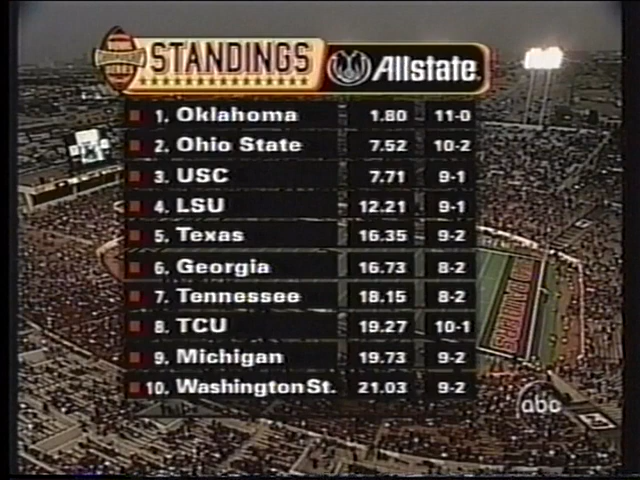 BOWL
CHAMPIONSHIP
SERIES
STANDINGS
Allstate
1. Oklahoma 1.80 11-0
2. Ohio State 7.52 10-2
3. USC 7.71 9-1
4. LSU 12.21 9-1
5. Texas 16.35 9-2
6. Georgia 16.73 8-2
7. Tennessee 18.15 8-2
8. TCU 19.27 10-1
9. Michigan 19.73 9-2
10. Washington St. 21.03 9-2
abc